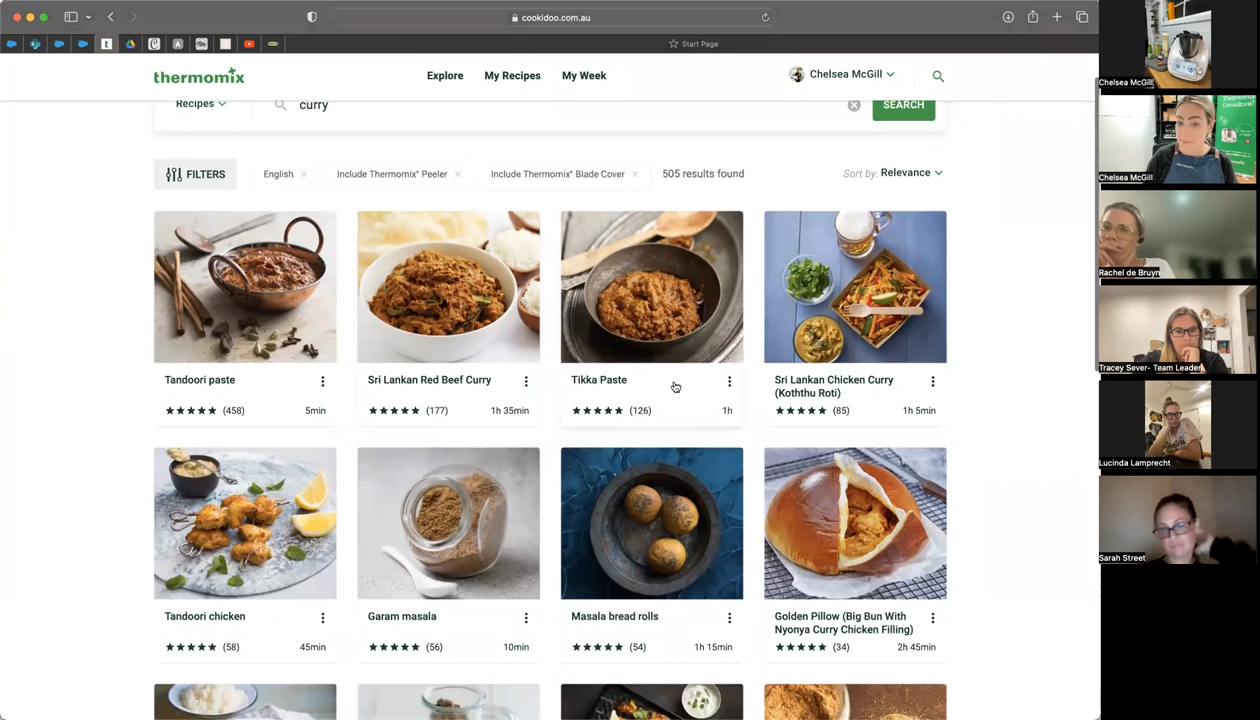 cookidoo.com.au
Start Page
thermomix
Explore
My Recipes
My Week
Chelsea McGill
Recipes
curry
SEARCH
FILTERS
English
Include Thermomix® Peeler
Include Thermomix® Blade Cover
505 results found
Sort by: Relevance
Tandoori paste
(458)
5min
Sri Lankan Red Beef Curry
(177)
1h 35min
Tikka Paste
(126)
1h
Sri Lankan Chicken Curry
(Koththu Roti)
(85)
1h 5min
Tandoori chicken
(58)
45min
Garam masala
(56)
10min
Masala bread rolls
(54)
1h 15min
Golden Pillow (Big Bun With
Nyonya Curry Chicken Filling)
(34)
2h 45min
Chelsea McGill
Chelsea McGill
Rachel de Bruyn
Tracey Sever- Team Leader
Lucinda Lamprecht
Sarah Street